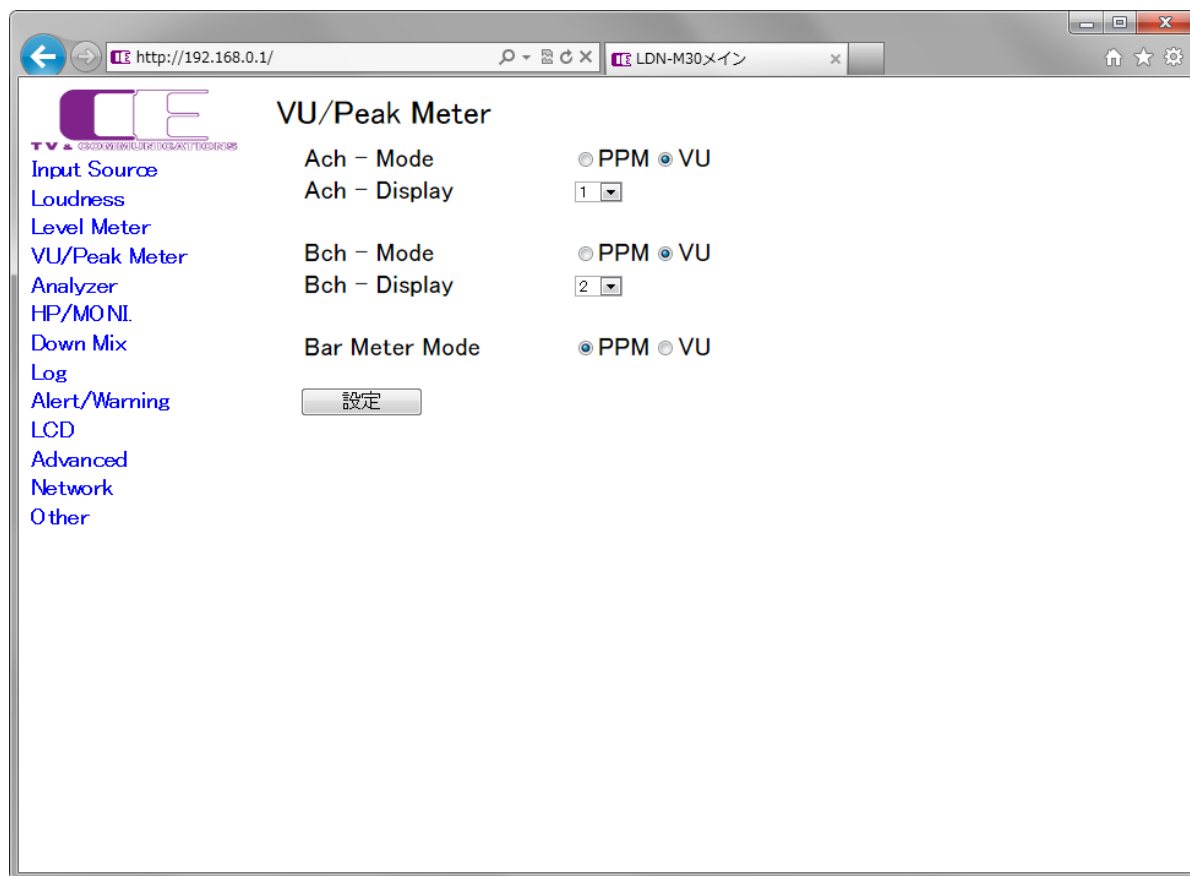 http://192.168.0.1/
LDN-M30メイン
CE
TV & COMMUNICATIONS
Input Source
Loudness
Level Meter
VU/Peak Meter
Analyzer
HP/MONI.
Down Mix
Log
Alert/Warning
LCD
Advanced
Network
Other
VU/Peak Meter
Ach - Mode PPM VU
Ach - Display 1
Bch - Mode PPM VU
Bch - Display 2
Bar Meter Mode PPM VU
設定